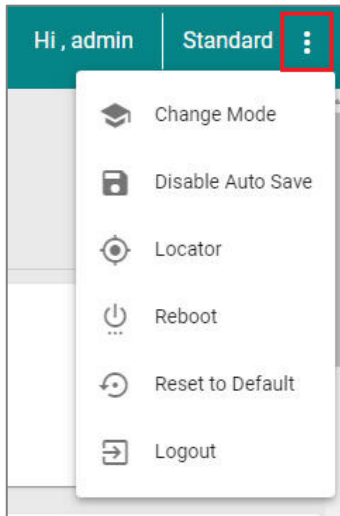 Hi , admin
Standard
Change Mode
Disable Auto Save
Locator
Reboot
Reset to Default
Logout